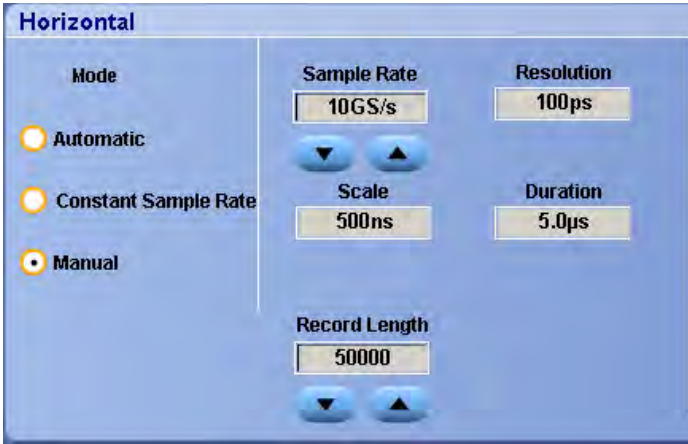 Horizontal
Mode
Automatic
Constant Sample Rate
Manual
Sample Rate
10GS/s
Resolution
100ps
Scale
500ns
Duration
5.0µs
Record Length
50000